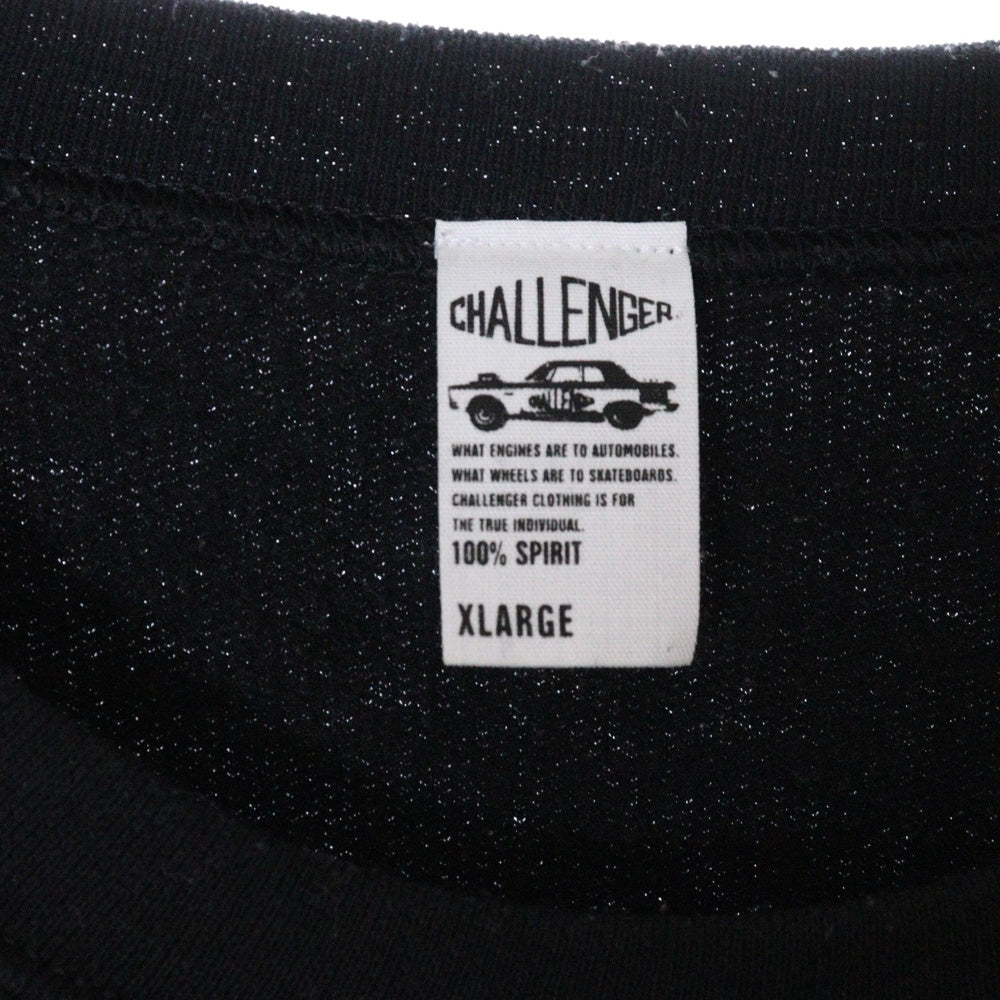 CHALLENGER
CHALLENGER
WHAT ENGINES ARE TO AUTOMOBILES.
WHAT WHEELS ARE TO SKATEBOARDS.
CHALLENGER CLOTHING IS FOR
THE TRUE INDIVIDUAL.
100% SPIRIT
XLARGE